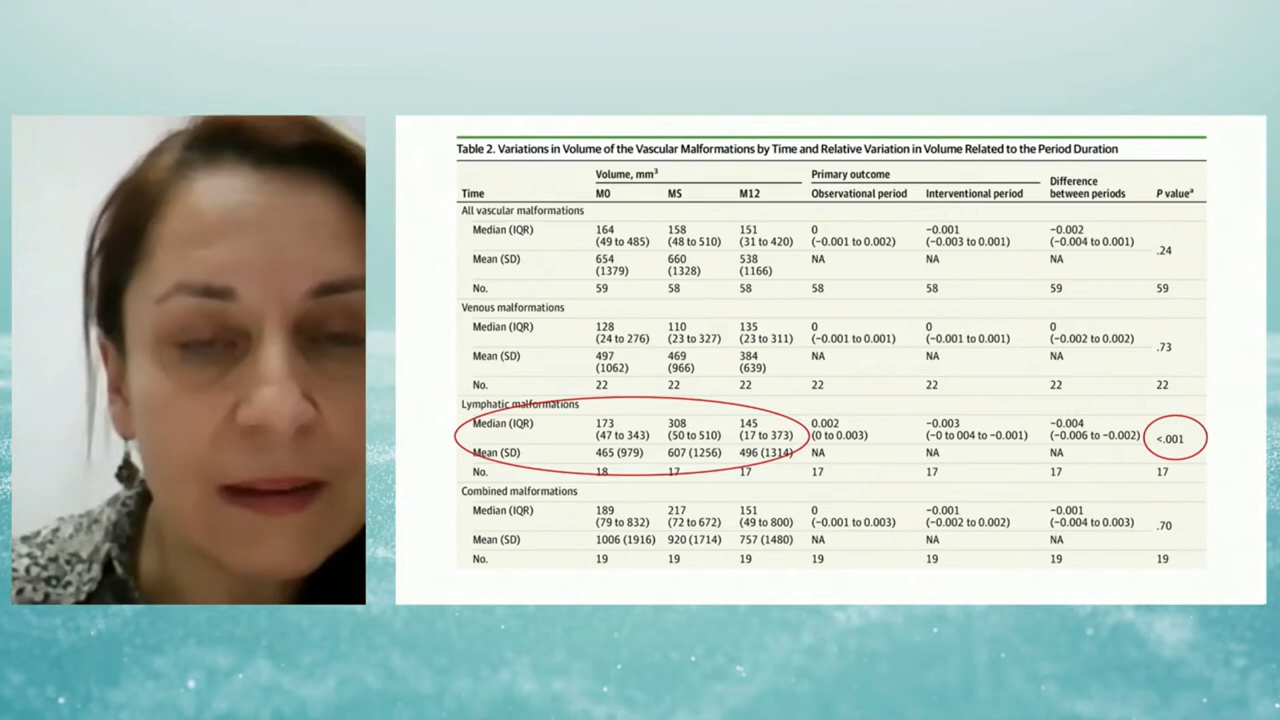 Table 2. Variations in Volume of the Vascular Malformations by Time and Relative Variation in Volume Related to the Period Duration
Volume, mm³ Primary outcome
Time M0 MS M12 Observational period Interventional period Difference between periods P valueᵃ
All vascular malformations
Median (IQR) 164 (49 to 485) 158 (48 to 510) 151 (31 to 420) 0 (−0.001 to 0.002) −0.001 (−0.003 to 0.001) −0.002 (−0.004 to 0.001) .24
Mean (SD) 654 (1379) 660 (1328) 538 (1166) NA NA NA
No. 59 58 58 58 58 59 59
Venous malformations
Median (IQR) 128 (24 to 276) 110 (23 to 327) 135 (23 to 311) 0 (−0.001 to 0.001) 0 (−0.001 to 0.001) 0 (−0.002 to 0.002) .73
Mean (SD) 497 (1062) 469 (966) 384 (639) NA NA NA
No. 22 22 22 22 22 22 22
Lymphatic malformations
Median (IQR) 173 (47 to 343) 308 (50 to 510) 145 (17 to 373) 0.002 (0 to 0.003) −0.003 (−0 to 004 to −0.001) −0.004 (−0.006 to −0.002) <.001
Mean (SD) 465 (979) 607 (1256) 496 (1314) NA NA NA
No. 18 17 17 17 17 17 17
Combined malformations
Median (IQR) 189 (79 to 832) 217 (72 to 672) 151 (49 to 800) 0 (−0.001 to 0.003) −0.001 (−0.002 to 0.002) −0.001 (−0.004 to 0.003) .70
Mean (SD) 1006 (1916) 920 (1714) 757 (1480) NA NA NA
No. 19 19 19 19 19 19 19